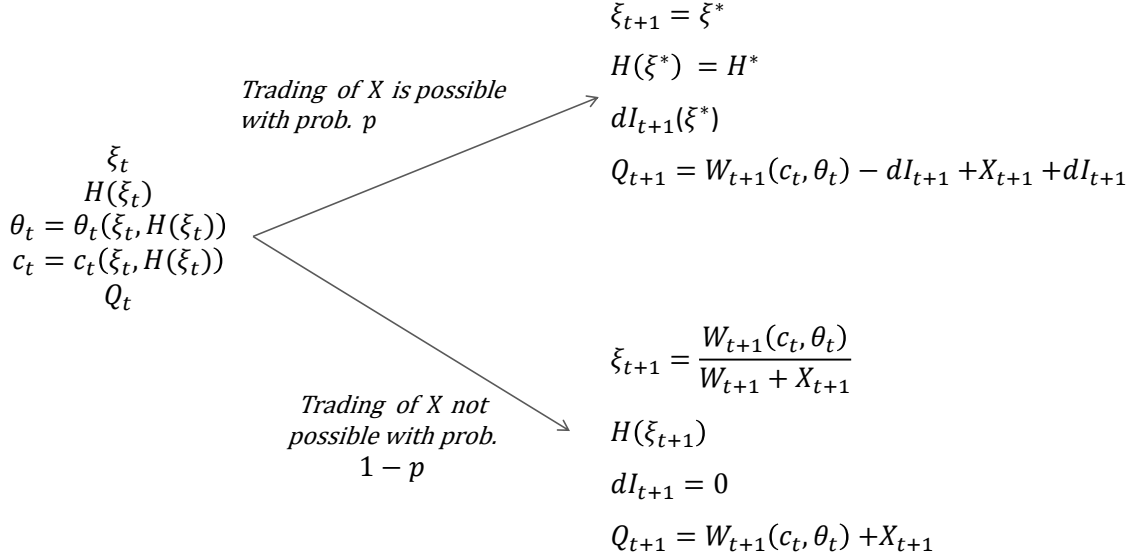 ξ_{t+1} = ξ*
H(ξ*) = H*
dI_{t+1}(ξ*)
Q_{t+1} = W_{t+1}(c_t, θ_t) − dI_{t+1} +X_{t+1} +dI_{t+1}
Trading of X is possible
with prob. p
ξ_t
H(ξ_t)
θ_t = θ_t(ξ_t, H(ξ_t))
c_t = c_t(ξ_t, H(ξ_t))
Q_t
Trading of X not
possible with prob.
1 − p
ξ_{t+1} = W_{t+1}(c_t, θ_t) / W_{t+1} + X_{t+1}
H(ξ_{t+1})
dI_{t+1} = 0
Q_{t+1} = W_{t+1}(c_t, θ_t) +X_{t+1}